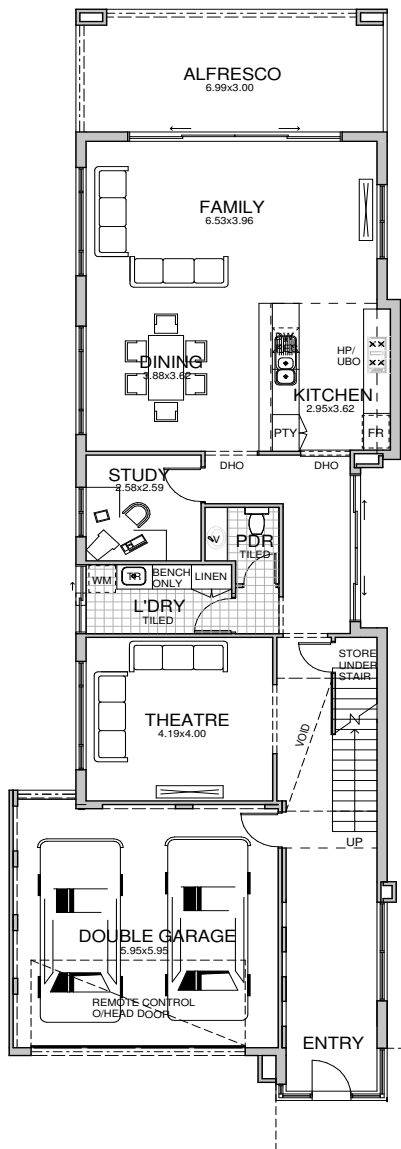 ALFRESCO
6.99x3.00
FAMILY
6.53x3.96
HP/
UBO
DINING
3.88x3.62
KITCHEN
2.95x3.62
PTY
FR
DHO
DHO
STUDY
2.58x2.59
PDR
TILED
WM
TR
BENCH
ONLY
LINEN
L'DRY
TILED
STORE
UNDER
STAIR
THEATRE
4.19x4.00
VOID
UP
DOUBLE GARAGE
5.95x5.95
REMOTE CONTROL
O/HEAD DOOR
ENTRY